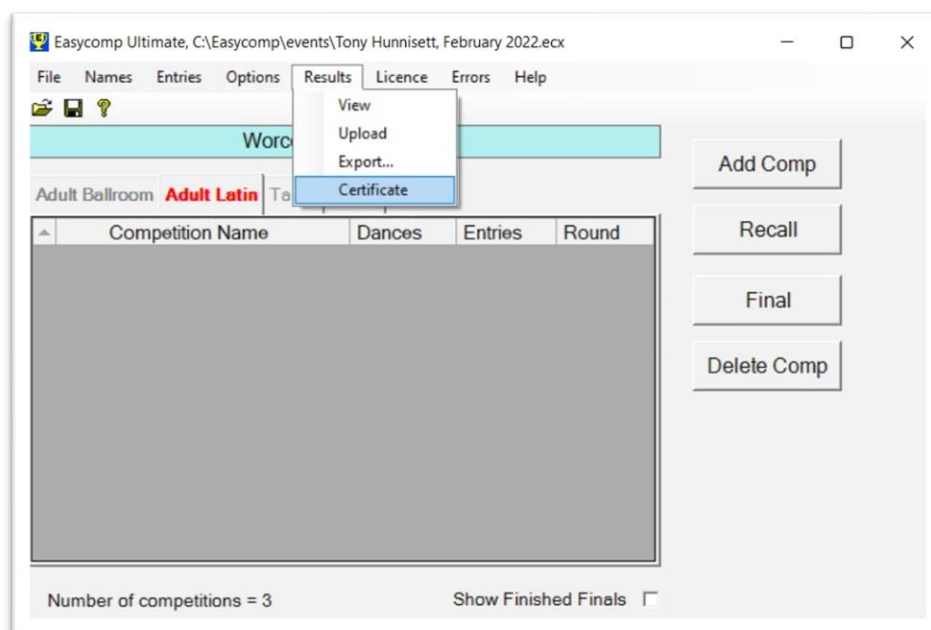 Easycomp Ultimate, C:\Easycomp\events\Tony Hunnisett, February 2022.ecx
File Names Entries Options Results Licence Errors Help
View
Upload
Export...
Certificate
Adult Ballroom Adult Latin
Competition Name Dances Entries Round
Add Comp
Recall
Final
Delete Comp
Number of competitions = 3 Show Finished Finals